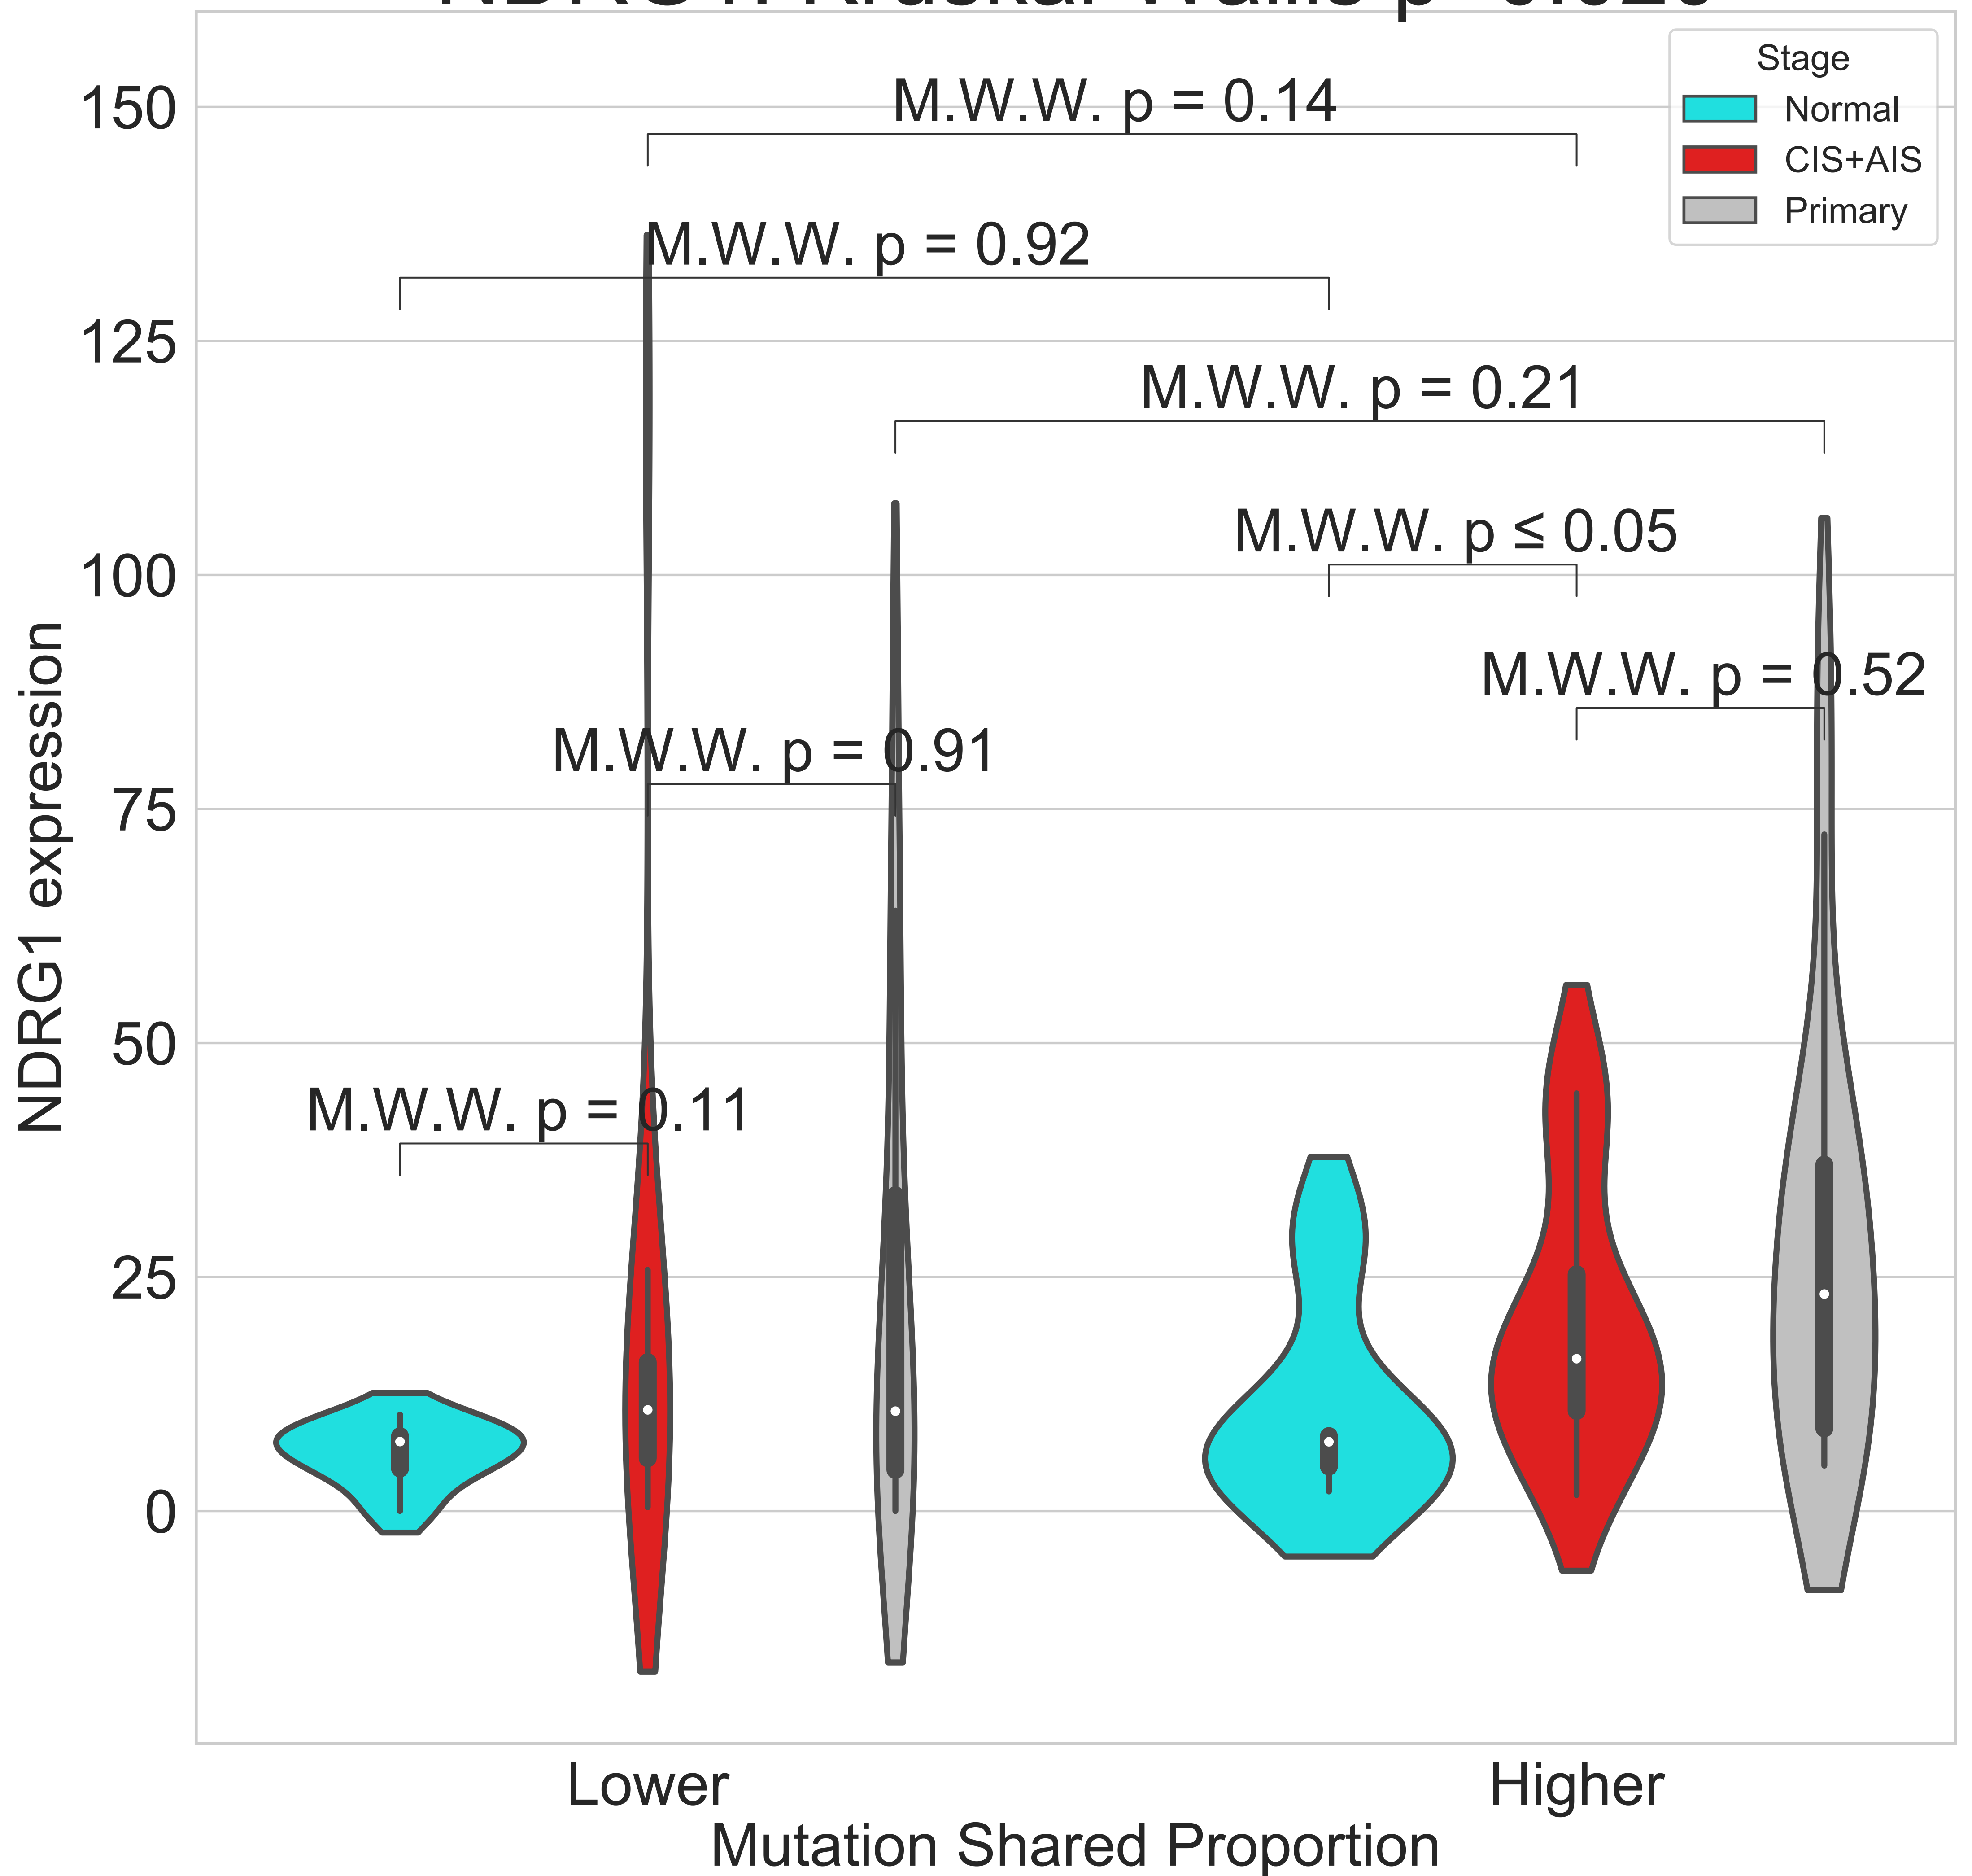 Stage
Normal
CIS+AIS
Primary
M.W.W. p = 0.14
M.W.W. p = 0.92
M.W.W. p = 0.21
M.W.W. p ≤ 0.05
M.W.W. p = 0.52
M.W.W. p = 0.91
M.W.W. p = 0.11
150
125
100
75
50
25
0
NDRG1 expression
Lower
Higher
Mutation Shared Proportion